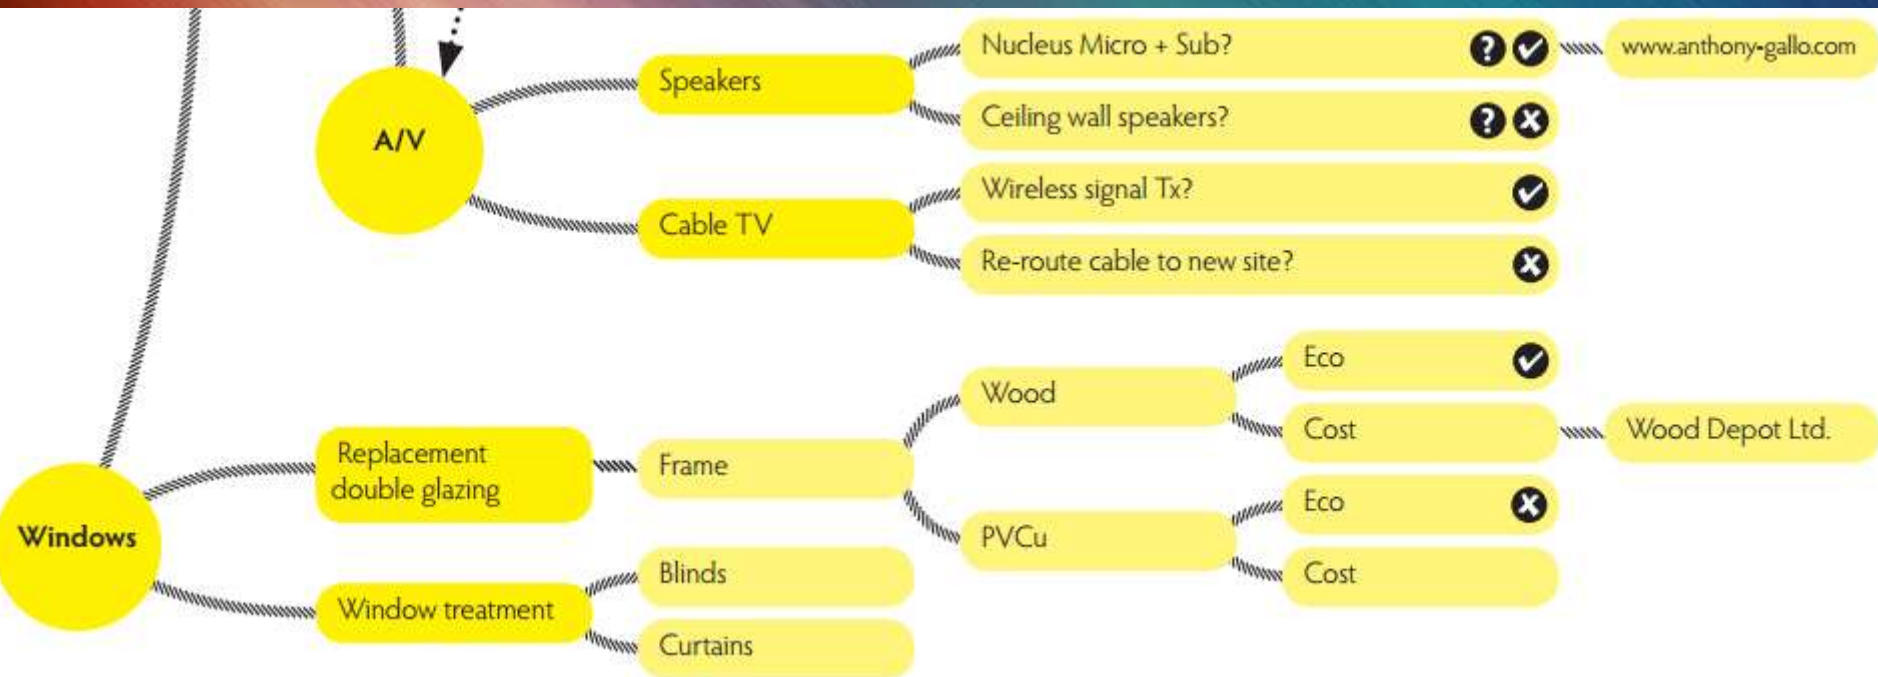 A/V
Speakers
Nucleus Micro + Sub?
www.anthony-gallo.com
Ceiling wall speakers?
Cable TV
Wireless signal Tx?
Re-route cable to new site?
Windows
Replacement
double glazing
Frame
Wood
Eco
Cost
Wood Depot Ltd.
PVCu
Eco
Cost
Window treatment
Blinds
Curtains